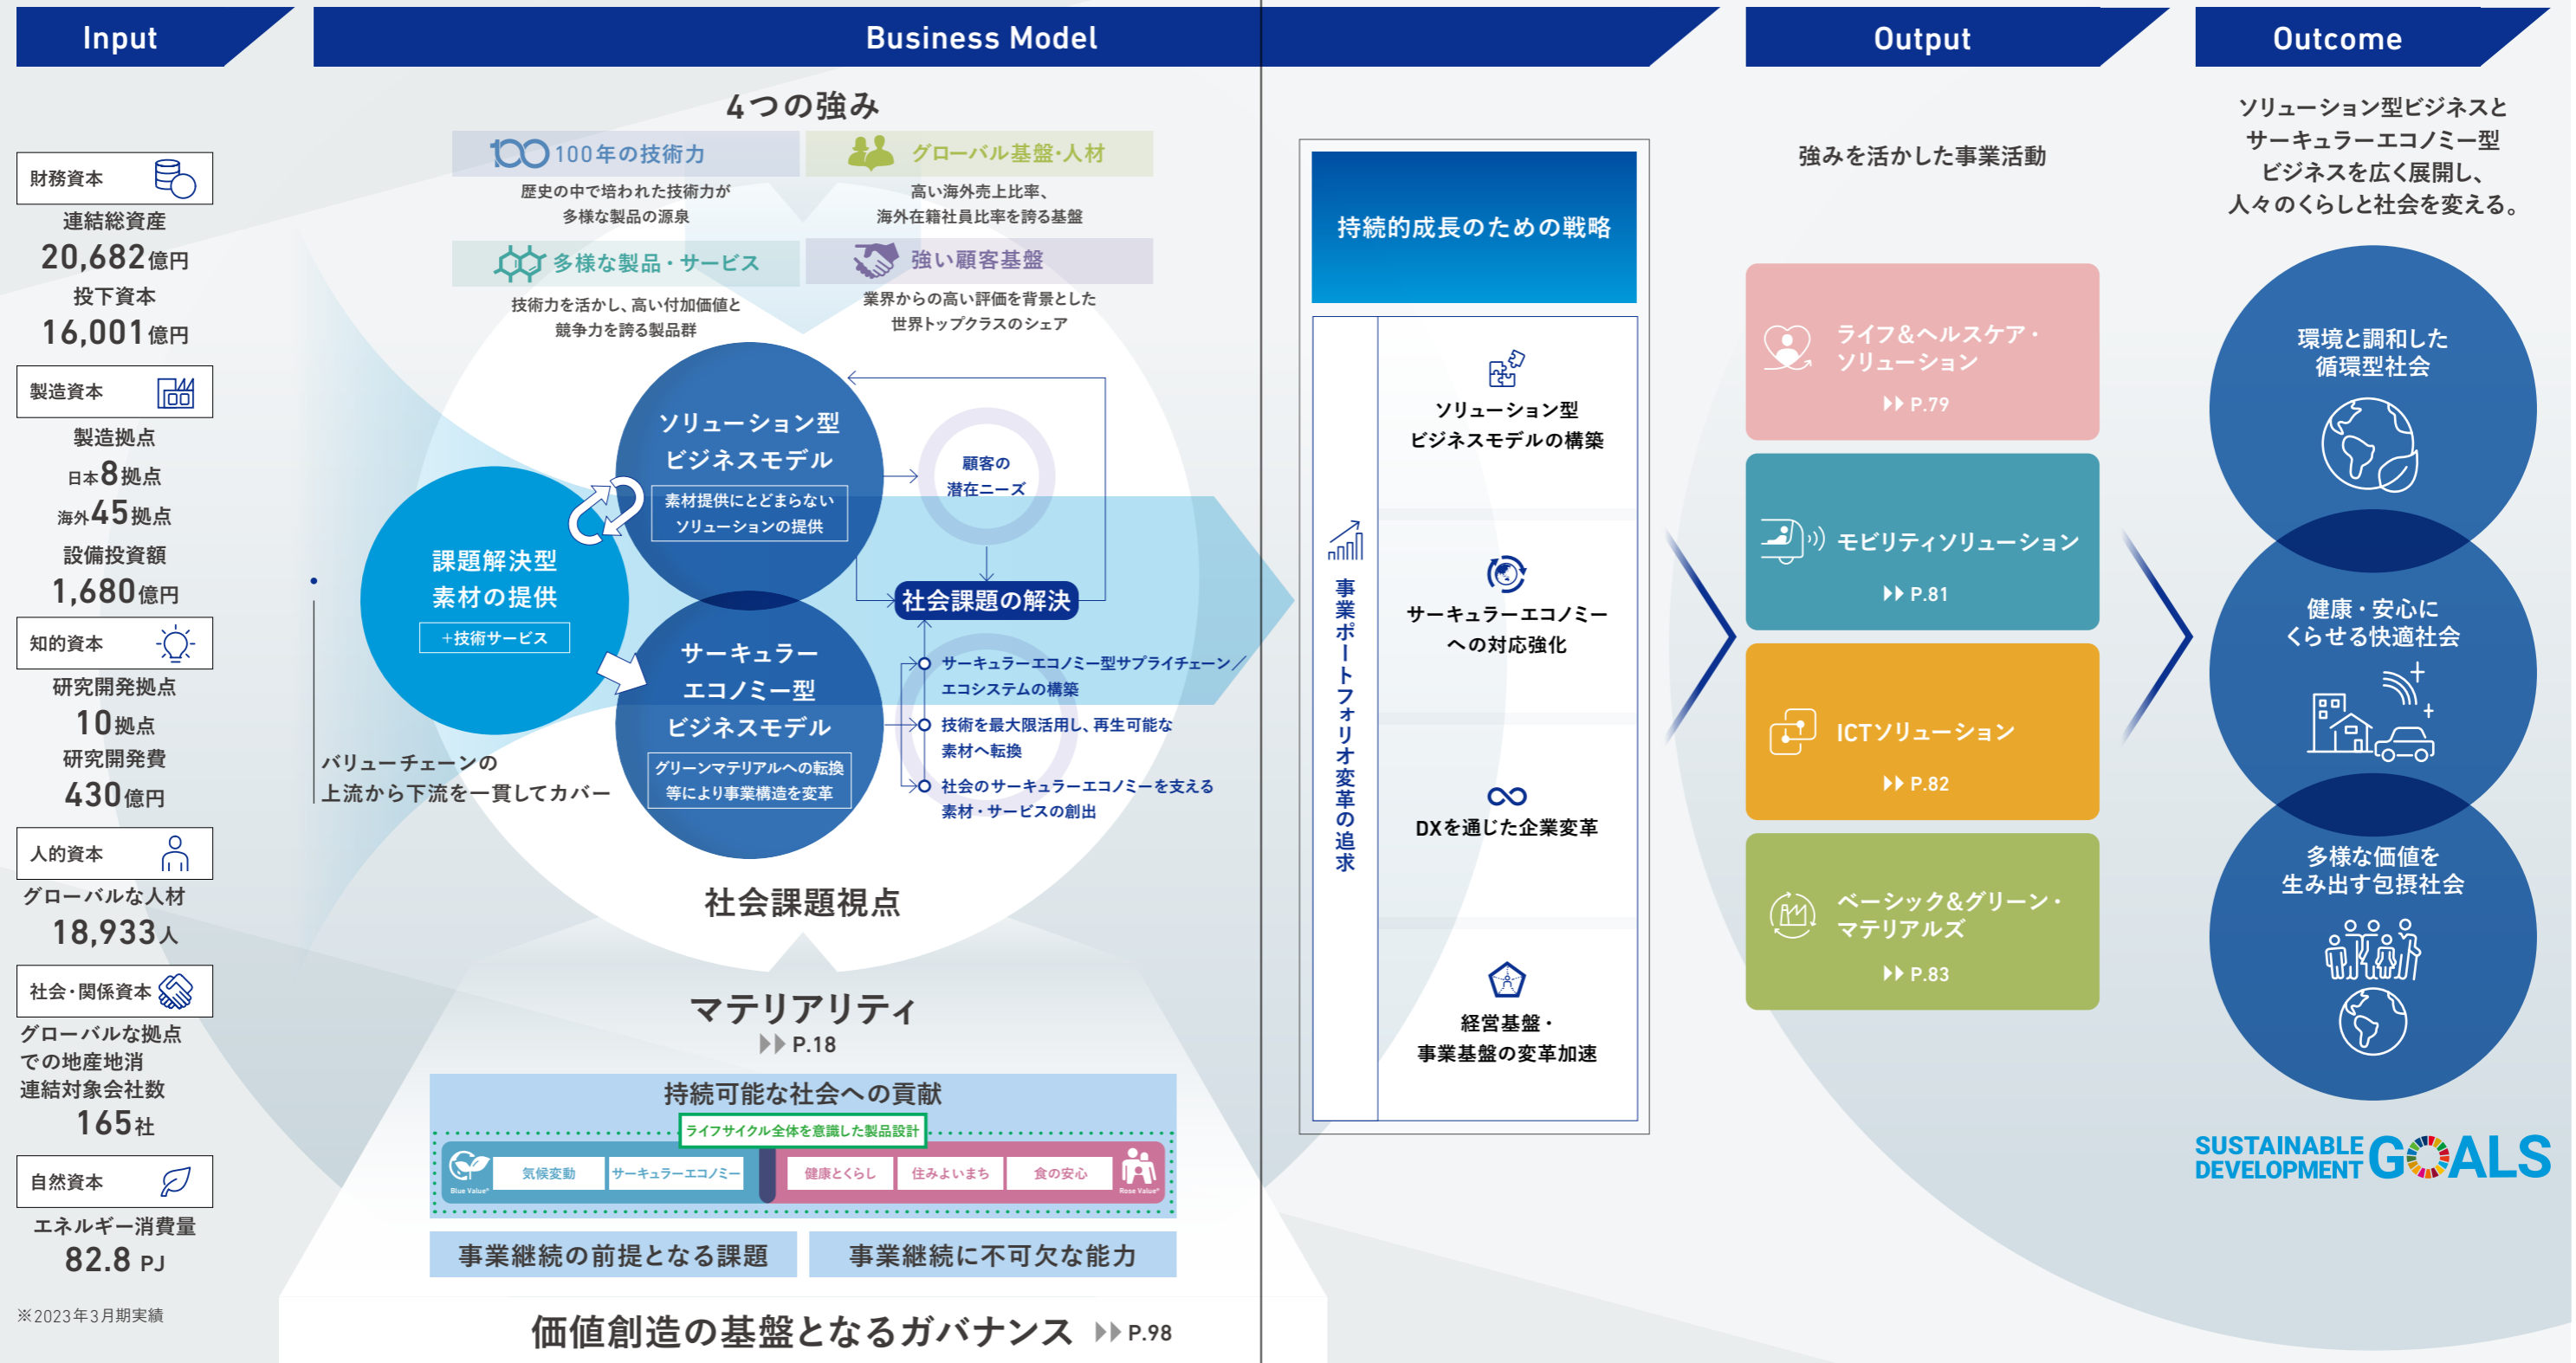 Input
財務資本
連結総資産
20,682億円
投下資本
16,001億円
製造資本
製造拠点
日本8拠点
海外45拠点
設備投資額
1,680億円
知的資本
研究開発拠点
10拠点
研究開発費
430億円
人的資本
グローバルな人材
18,933人
社会・関係資本
グローバルな拠点
での地産地消
連結対象会社数
165社
自然資本
エネルギー消費量
82.8 PJ
※2023年3月期実績
Business Model
4つの強み
100
100年の技術力
歴史の中で培われた技術力が
多様な製品の源泉
グローバル基盤・人材
高い海外売上比率、
海外在籍社員比率を誇る基盤
多様な製品・サービス
技術力を活かし、高い付加価値と
競争力を誇る製品群
強い顧客基盤
業界からの高い評価を背景とした
世界トップクラスのシェア
課題解決型
素材の提供
＋技術サービス
バリューチェーンの
上流から下流を一貫してカバー
ソリューション型
ビジネスモデル
素材提供にとどまらない
ソリューションの提供
顧客の
潜在ニーズ
社会課題の解決
サーキュラー
エコノミー型
ビジネスモデル
グリーンマテリアルへの転換
等により事業構造を変革
サーキュラーエコノミー型サプライチェーン／
エコシステムの構築
技術を最大限活用し、再生可能な
素材へ転換
社会のサーキュラーエコノミーを支える
素材・サービスの創出
社会課題視点
マテリアリティ
P.18
持続可能な社会への貢献
ライフサイクル全体を意識した製品設計
Blue Value®
気候変動
サーキュラーエコノミー
健康とくらし
住みよいまち
食の安心
Rose Value®
事業継続の前提となる課題
事業継続に不可欠な能力
価値創造の基盤となるガバナンス P.98
持続的成長のための戦略
事業ポートフォリオ変革の追求
ソリューション型
ビジネスモデルの構築
サーキュラーエコノミー
への対応強化
DXを通じた企業変革
経営基盤・
事業基盤の変革加速
Output
強みを活かした事業活動
ライフ&ヘルスケア・
ソリューション
P.79
モビリティソリューション
P.81
ICTソリューション
P.82
ベーシック&グリーン・
マテリアルズ
P.83
Outcome
ソリューション型ビジネスと
サーキュラーエコノミー型
ビジネスを広く展開し、
人々のくらしと社会を変える。
環境と調和した
循環型社会
健康・安心に
くらせる快適社会
多様な価値を
生み出す包摂社会
SUSTAINABLE
DEVELOPMENT
GOALS